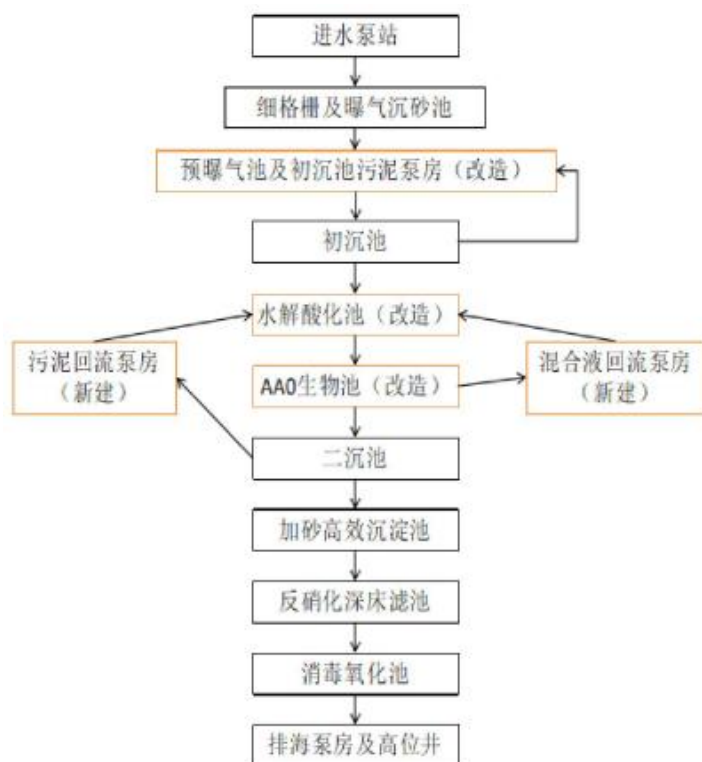 进水泵站
细格栅及曝气沉砂池
预曝气池及初沉池污泥泵房（改造）
初沉池
水解酸化池（改造）
污泥回流泵房
（新建）
AAO生物池（改造）
混合液回流泵房
（新建）
二沉池
加砂高效沉淀池
反硝化深床滤池
消毒氧化池
排海泵房及高位井